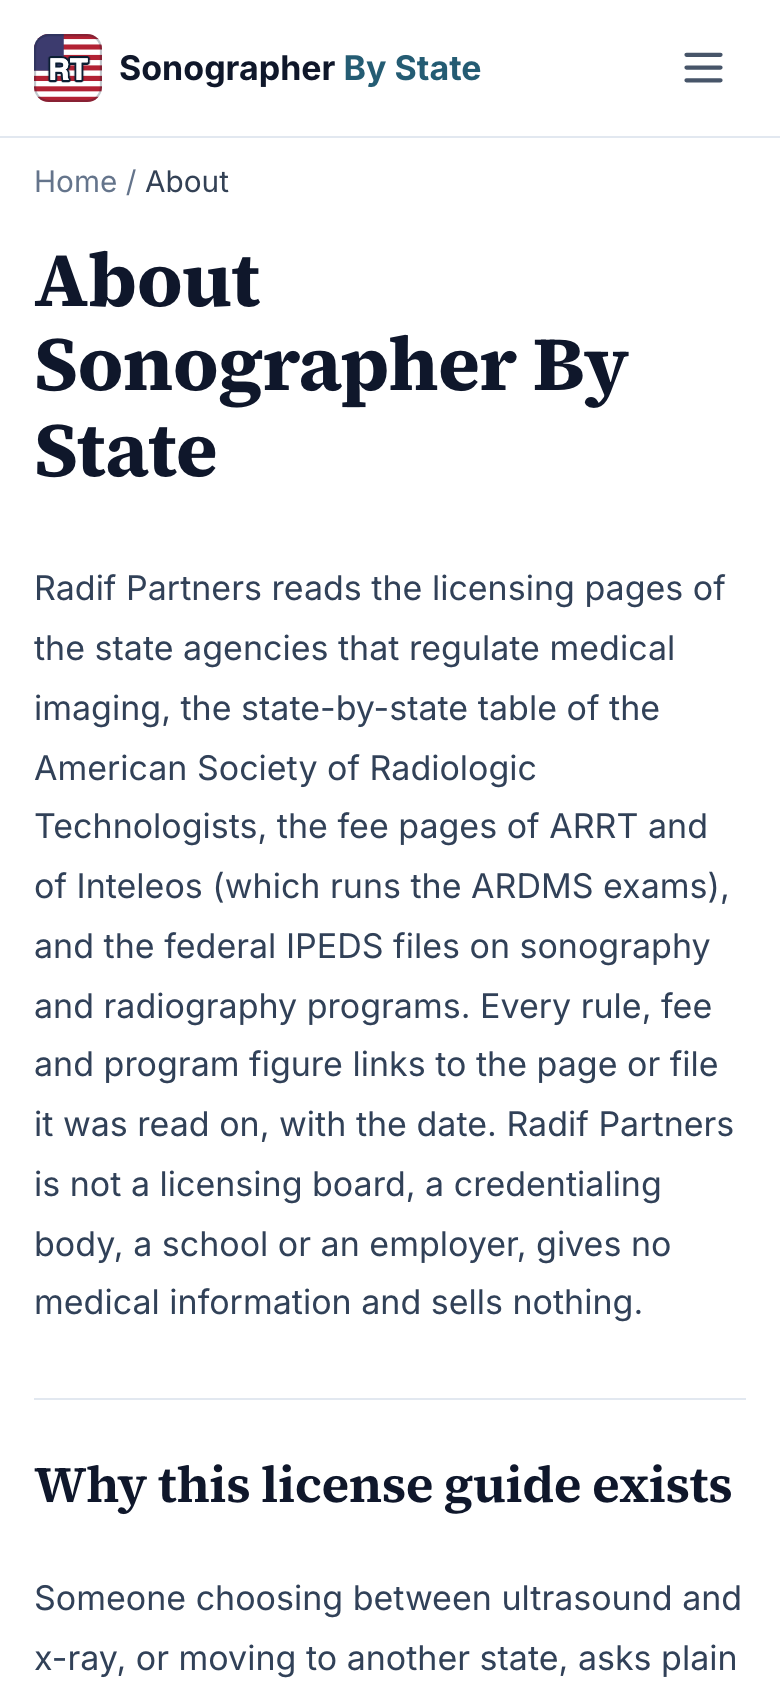 RT
Sonographer By State
Home / About
About
Sonographer By
State
Radif Partners reads the licensing pages of
the state agencies that regulate medical
imaging, the state-by-state table of the
American Society of Radiologic
Technologists, the fee pages of ARRT and
of Inteleos (which runs the ARDMS exams),
and the federal IPEDS files on sonography
and radiography programs. Every rule, fee
and program figure links to the page or file
it was read on, with the date. Radif Partners
is not a licensing board, a credentialing
body, a school or an employer, gives no
medical information and sells nothing.
Why this license guide exists
Someone choosing between ultrasound and
x-ray, or moving to another state, asks plain